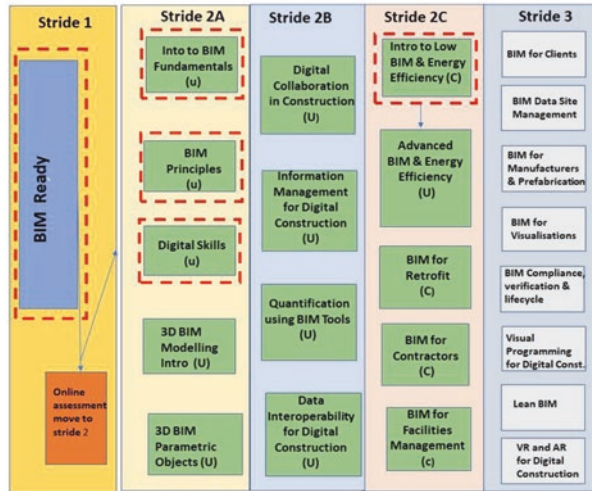 Stride 1
BIM Ready
Online
assessment
move to
stride 2
Stride 2A
Into to BIM
Fundamentals
(u)
BIM
Principles
(u)
Digital Skills
(u)
3D BIM
Modelling
Intro (U)
3D BIM
Parametric
Objects (U)
Stride 2B
Digital
Collaboration
in Construction
(U)
Information
Management
for Digital
Construction
(U)
Quantification
using BIM Tools
(U)
Data
Interoperability
for Digital
Construction
(U)
Stride 2C
Intro to Low
BIM & Energy
Efficiency (C)
Advanced
BIM & Energy
Efficiency
(U)
BIM for
Retrofit
(C)
BIM for
Contractors
(C)
BIM for
Facilities
Management
(c)
Stride 3
BIM for Clients
BIM Data Site
Management
BIM for
Manufacturers
& Prefabrication
BIM for
Visualisations
BIM Compliance,
verification &
lifecycle
Visual
Programming
for Digital Const.
Lean BIM
VR and AR
for Digital
Construction